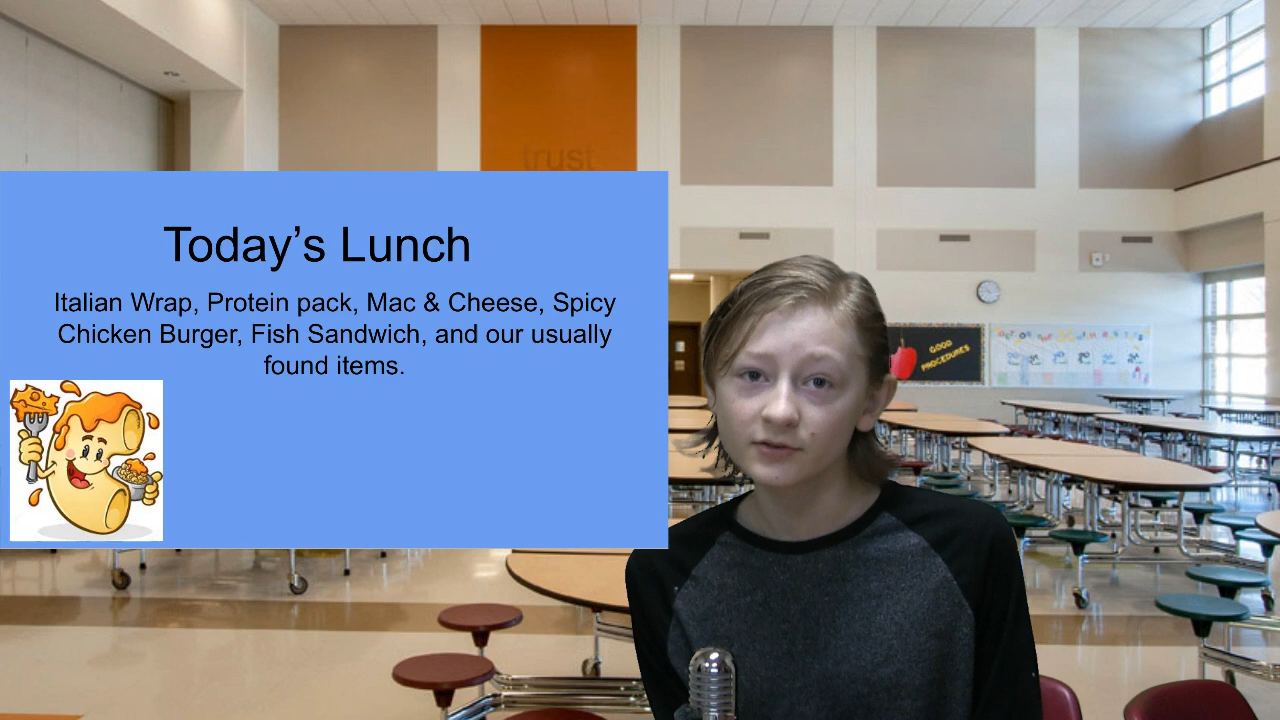 trust
Today's Lunch
Italian Wrap, Protein pack, Mac & Cheese, Spicy
Chicken Burger, Fish Sandwich, and our usually
found items.
GOOD
PROCEDURES